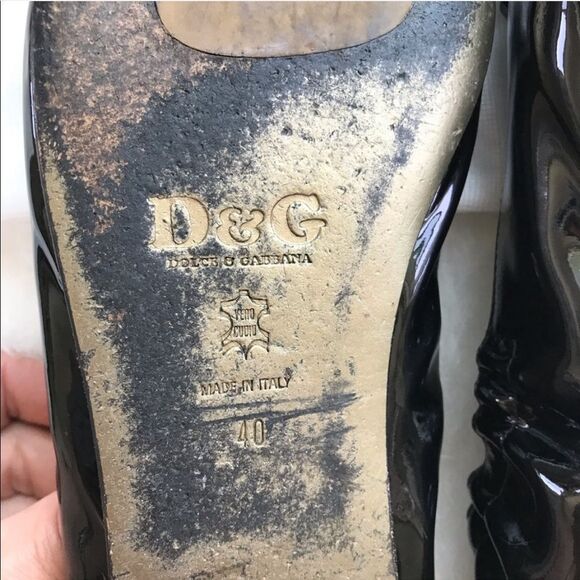 D&G
DOLCE & GABBANA
VERO
CUOIO
MADE IN ITALY
40